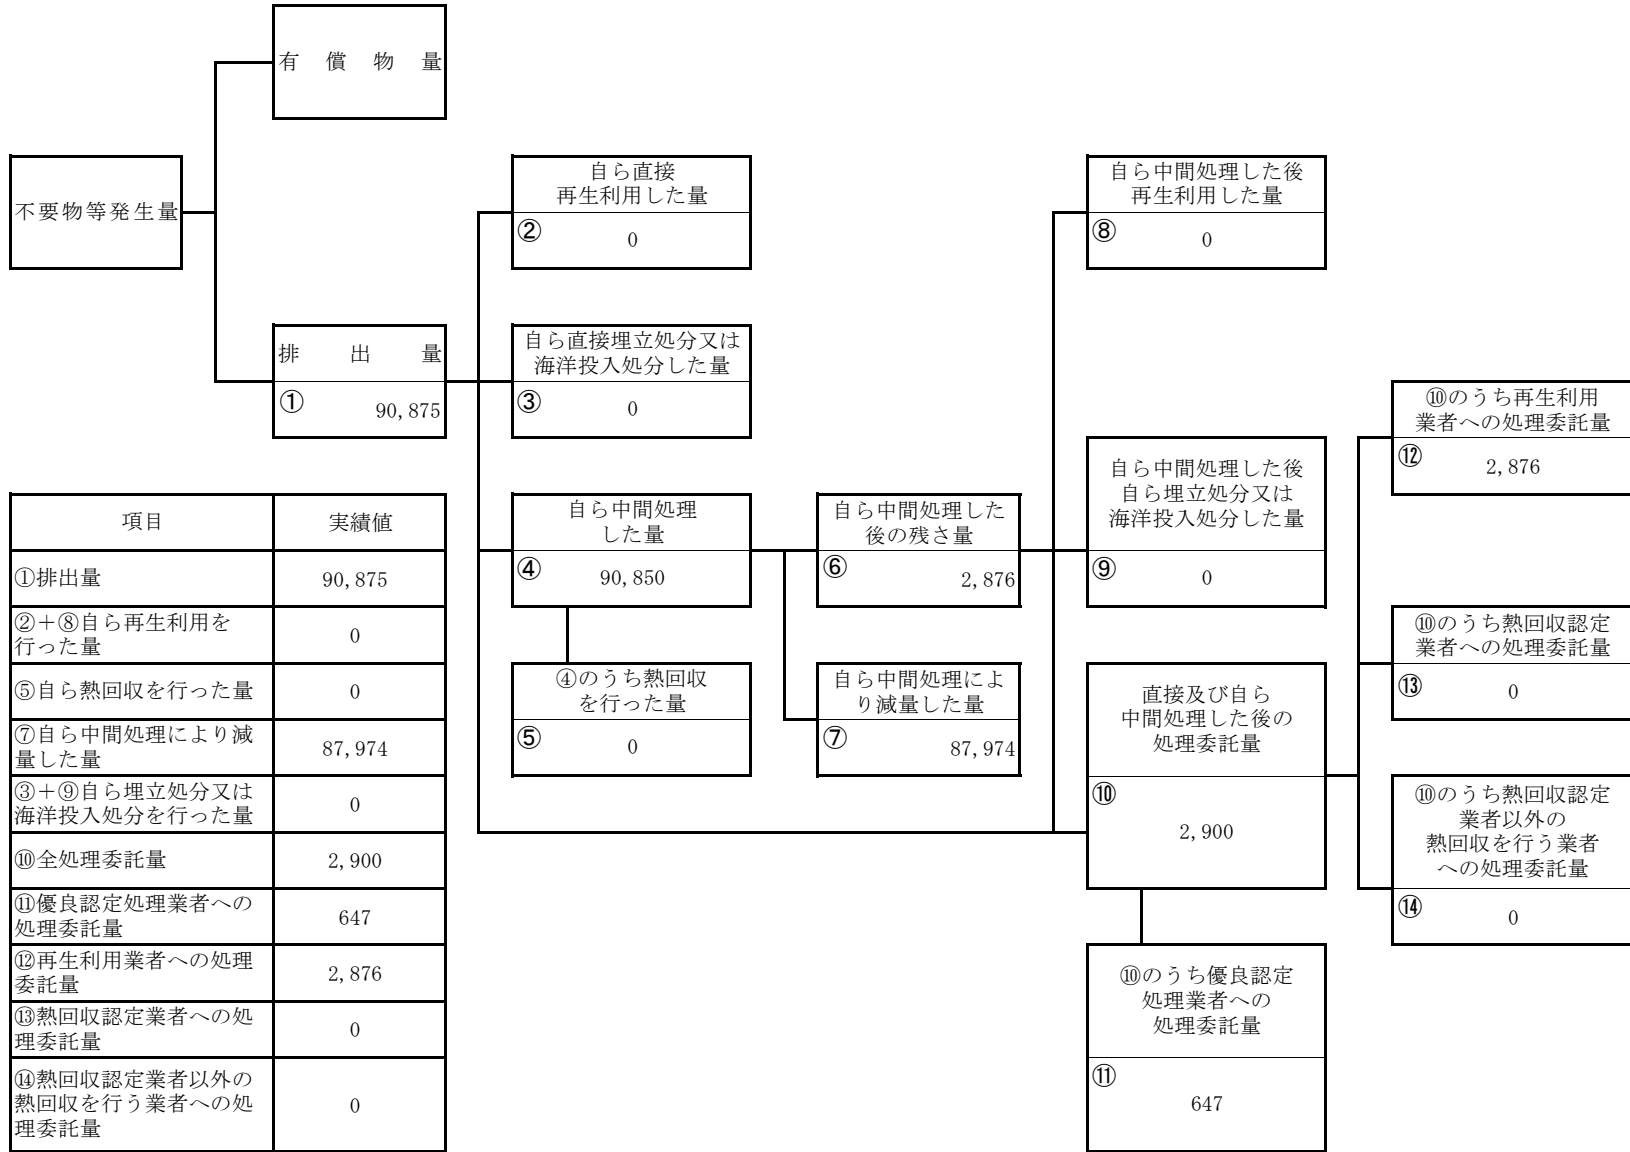 有償物量
不要物等発生量
排出量
①
90,875
自ら直接
再生利用した量
②
0
自ら直接埋立処分又は
海洋投入処分した量
③
0
自ら中間処理
した量
④
90,850
④のうち熱回収
を行った量
⑤
0
自ら中間処理した
後の残さ量
⑥
2,876
自ら中間処理によ
り減量した量
⑦
87,974
自ら中間処理した後
再生利用した量
⑧
0
自ら中間処理した後
自ら埋立処分又は
海洋投入処分した量
⑨
0
直接及び自ら
中間処理した後の
処理委託量
⑩
2,900
⑩のうち優良認定
処理業者への
処理委託量
⑪
647
⑩のうち再生利用
業者への処理委託量
⑫
2,876
⑩のうち熱回収認定
業者への処理委託量
⑬
0
⑩のうち熱回収認定
業者以外の
熱回収を行う業者
への処理委託量
⑭
0
項目 実績値
①排出量 90,875
②+⑧自ら再生利用を
行った量 0
⑤自ら熱回収を行った量 0
⑦自ら中間処理により減
量した量 87,974
③+⑨自ら埋立処分又は
海洋投入処分を行った量 0
⑩全処理委託量 2,900
⑪優良認定処理業者への
処理委託量 647
⑫再生利用業者への処理
委託量 2,876
⑬熱回収認定業者への処
理委託量 0
⑭熱回収認定業者以外の
熱回収を行う業者への処
理委託量 0